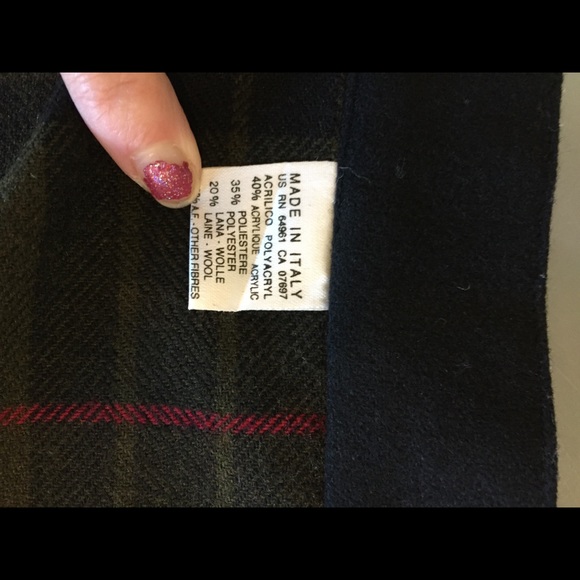 MADE IN ITALY
US RN 64961 CA 07697
ACRILICO POLYACRYL
40% ACRYLIQUE ACRYLIC
POLIESTERE
35% POLYESTER
LANA - WOLLE
20% LAINE - WOOL
A.F. - OTHER FIBRES